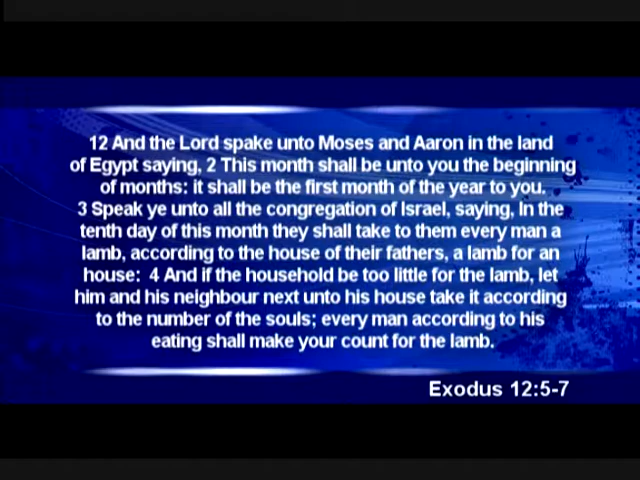 12 And the Lord spake unto Moses and Aaron in the land
of Egypt saying, 2 This month shall be unto you the beginning
of months: it shall be the first month of the year to you.
3 Speak ye unto all the congregation of Israel, saying, In the
tenth day of this month they shall take to them every man a
lamb, according to the house of their fathers, a lamb for an
house: 4 And if the household be too little for the lamb, let
him and his neighbour next unto his house take it according
to the number of the souls; every man according to his
eating shall make your count for the lamb.
Exodus 12:5-7